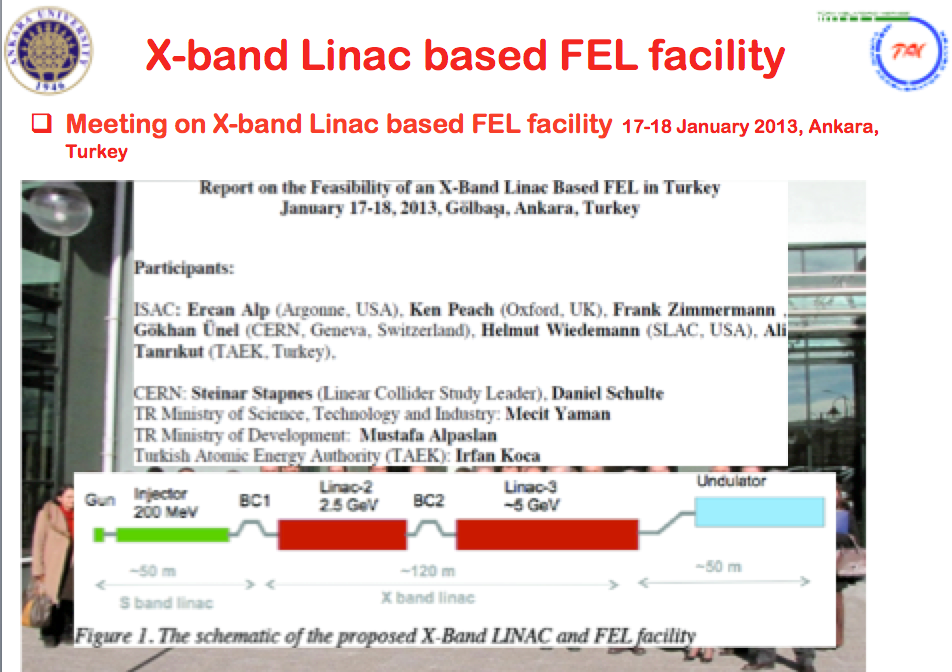 ANKARA UNIVERSITY
1946
TAC
X-band Linac based FEL facility
❑ Meeting on X-band Linac based FEL facility 17-18 January 2013, Ankara,
Turkey
Report on the Feasibility of an X-Band Linac Based FEL in Turkey
January 17-18, 2013, Gölbaşı, Ankara, Turkey
Participants:
ISAC: Ercan Alp (Argonne, USA), Ken Peach (Oxford, UK), Frank Zimmermann ,
Gökhan Ünel (CERN, Geneva, Switzerland), Helmut Wiedemann (SLAC, USA), Ali
Tanrıkut (TAEK, Turkey),
CERN: Steinar Stapnes (Linear Collider Study Leader), Daniel Schulte
TR Ministry of Science, Technology and Industry: Mecit Yaman
TR Ministry of Development: Mustafa Alpaslan
Turkish Atomic Energy Authority (TAEK): Irfan Koca
Gun
Injector
200 MeV
BC1
Linac-2
2.5 GeV
BC2
Linac-3
~5 GeV
Undulator
~50 m
~120 m
~50 m
S band linac
X band linac
Figure 1. The schematic of the proposed X-Band LINAC and FEL facility